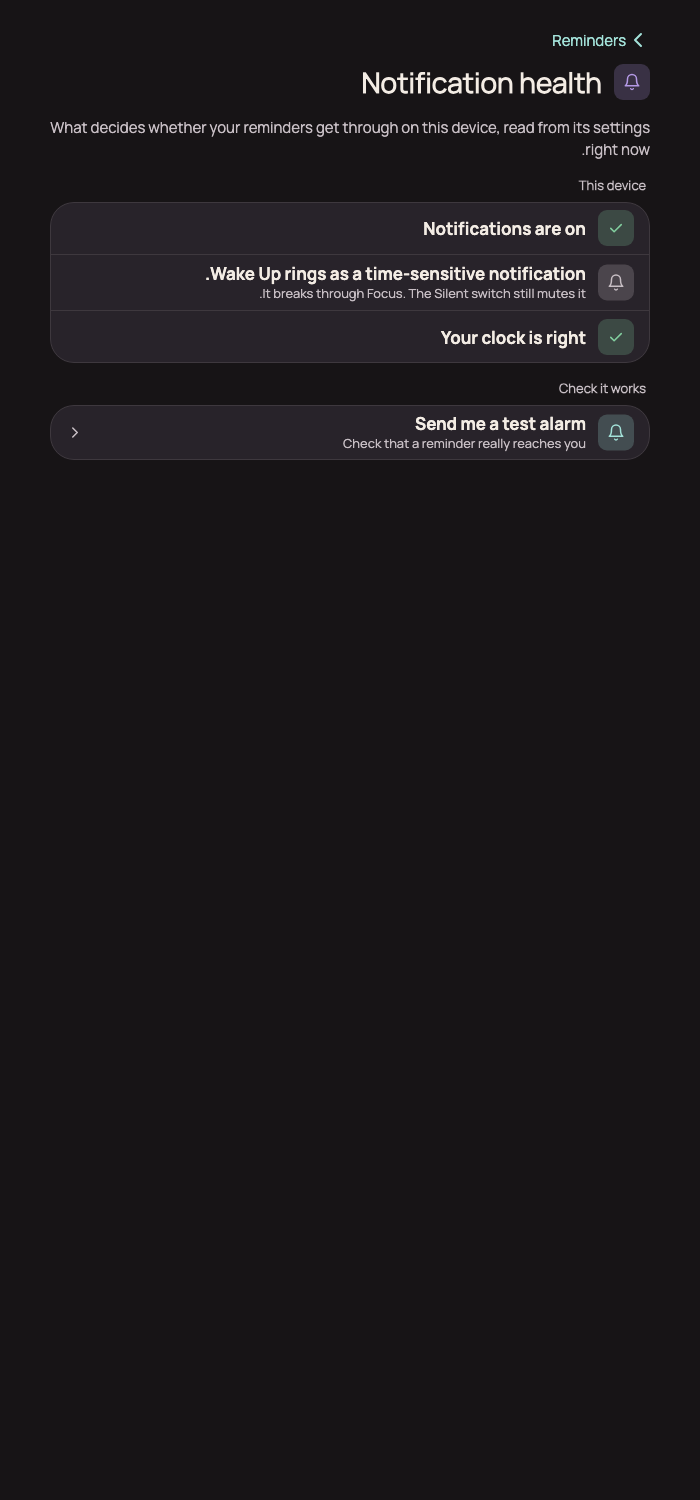 Reminders
Notification health
What decides whether your reminders get through on this device, read from its settings
.right now
This device
Notifications are on
.Wake Up rings as a time-sensitive notification
.It breaks through Focus. The Silent switch still mutes it
Your clock is right
Check it works
Send me a test alarm
Check that a reminder really reaches you